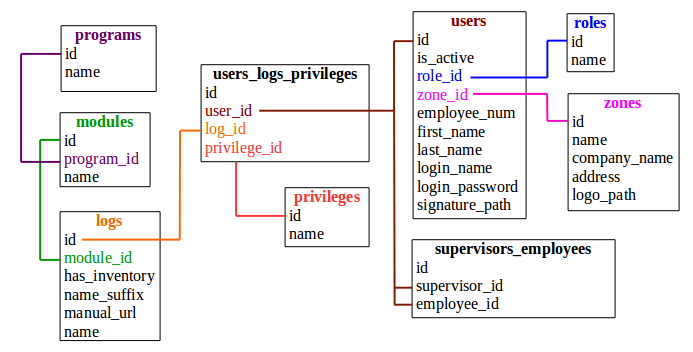 programs
id
name
modules
id
program_id
name
logs
id
module_id
has_inventory
name_suffix
manual_url
name
users_logs_privileges
id
user_id
log_id
privilege_id
privileges
id
name
users
id
is_active
role_id
zone_id
employee_num
first_name
last_name
login_name
login_password
signature_path
supervisors_employees
id
supervisor_id
employee_id
roles
id
name
zones
id
name
company_name
address
logo_path